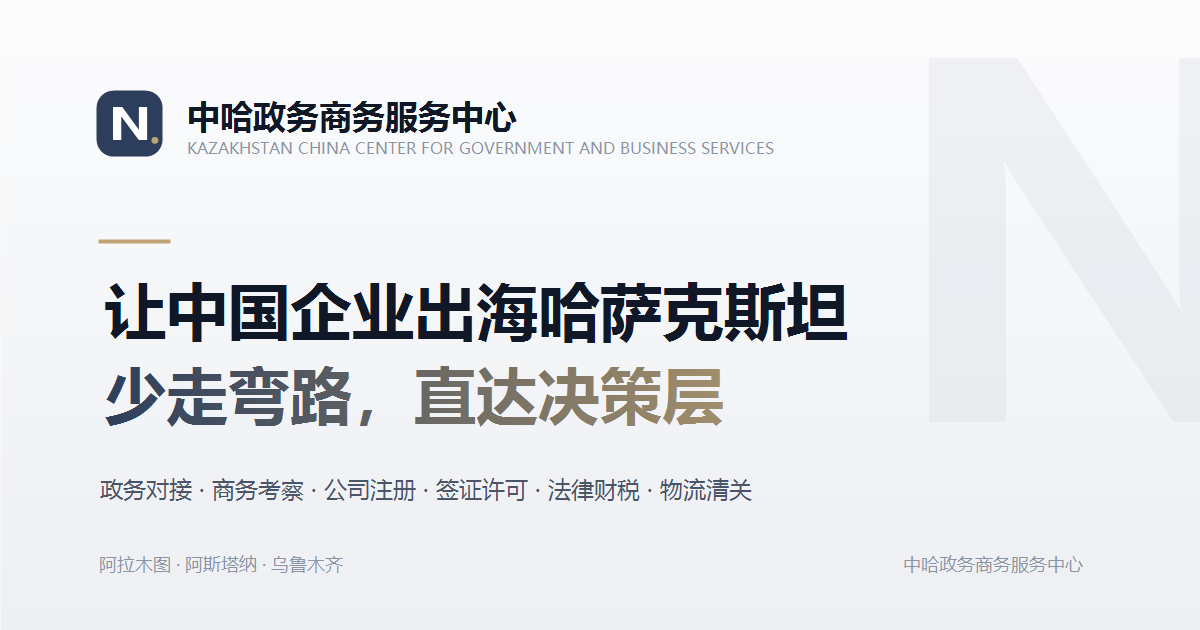 N.
中哈政务商务服务中心
KAZAKHSTAN CHINA CENTER FOR GOVERNMENT AND BUSINESS SERVICES
让中国企业出海哈萨克斯坦
少走弯路，直达决策层
政务对接 · 商务考察 · 公司注册 · 签证许可 · 法律财税 · 物流清关
阿拉木图 · 阿斯塔纳 · 乌鲁木齐
中哈政务商务服务中心
N